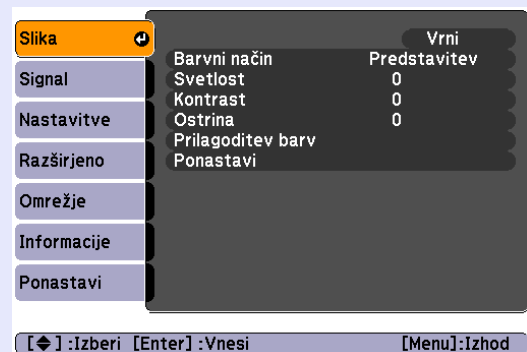 Slika
Signal
Nastavitve
Razširjeno
Omrežje
Informacije
Ponastavi
Vrni
Barvni način Predstavitev
Svetlost 0
Kontrast 0
Ostrina 0
Prilagoditev barv
Ponastavi
[ ] :Izberi [Enter] :Vnesi [Menu]:Izhod